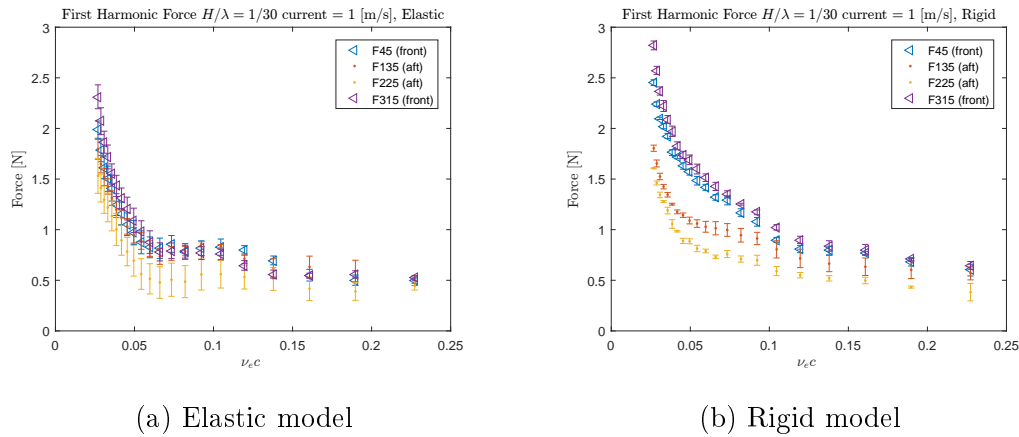 First Harmonic Force H/λ = 1/30 current = 1 [m/s], Elastic
3
2.5
2
1.5
1
0.5
0
Force [N]
0
0.05
0.1
0.15
0.2
0.25
ν_e c
F45 (front)
F135 (aft)
F225 (aft)
F315 (front)
(a) Elastic model
First Harmonic Force H/λ = 1/30 current = 1 [m/s], Rigid
3
2.5
2
1.5
1
0.5
0
Force [N]
0
0.05
0.1
0.15
0.2
0.25
ν_e c
F45 (front)
F135 (aft)
F225 (aft)
F315 (front)
(b) Rigid model